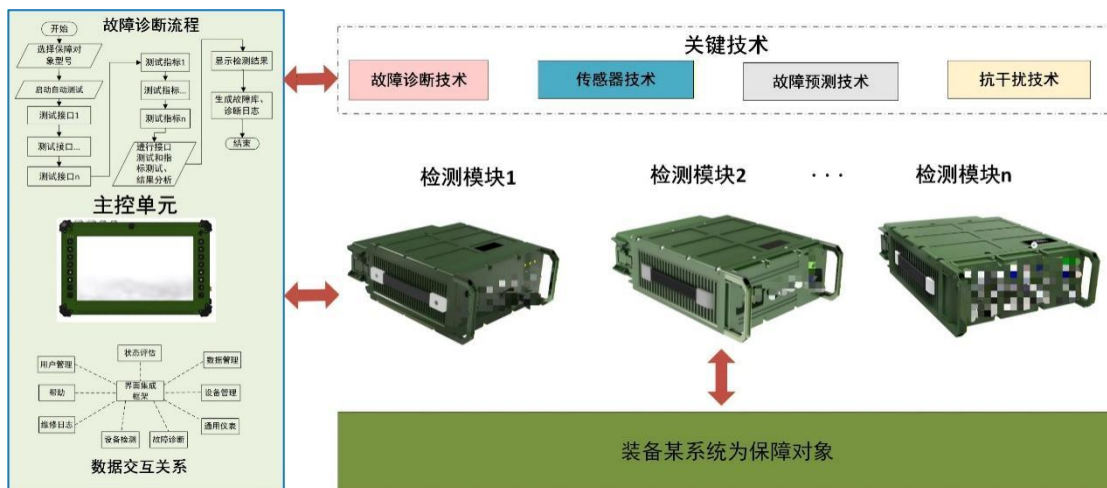 故障诊断流程
开始
选择保障对
象型号
启动自动测试
测试接口1
测试接口...
测试接口n
测试指标1
测试指标...
测试指标n
进行接口
测试和指
标测试、
结果分析
显示检测结果
生成故障库、
诊断日志
结束
主控单元
状态评估
用户管理
数据管理
界面集成
框架
帮助
设备管理
维修日志
通用仪表
设备检测
故障诊断
数据交互关系
关键技术
故障诊断技术
传感器技术
故障预测技术
抗干扰技术
检测模块1
检测模块2
···
检测模块n
装备某系统为保障对象